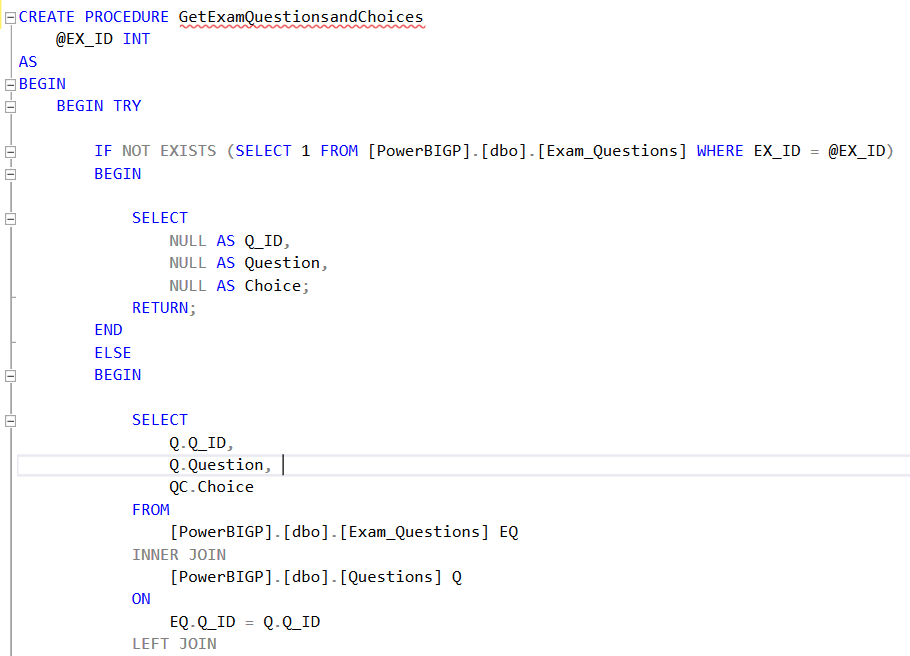 CREATE PROCEDURE GetExamQuestionsandChoices
@EX_ID INT
AS
BEGIN
BEGIN TRY
IF NOT EXISTS (SELECT 1 FROM [PowerBIGP].[dbo].[Exam_Questions] WHERE EX_ID = @EX_ID)
BEGIN
SELECT
NULL AS Q_ID,
NULL AS Question,
NULL AS Choice;
RETURN;
END
ELSE
BEGIN
SELECT
Q.Q_ID,
Q.Question,
QC.Choice
FROM
[PowerBIGP].[dbo].[Exam_Questions] EQ
INNER JOIN
[PowerBIGP].[dbo].[Questions] Q
ON
EQ.Q_ID = Q.Q_ID
LEFT JOIN